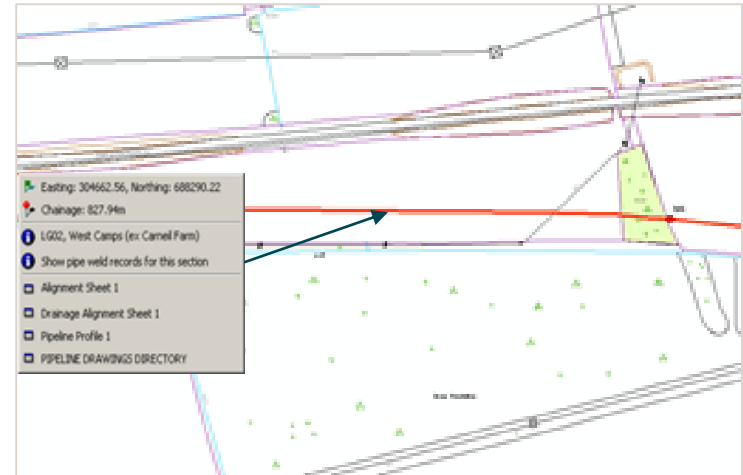 Easting: 304662.56, Northing: 688290.22
Chainage: 827.94m
LG02, West Camps (ex Carneil Farm)
Show pipe weld records for this section
Alignment Sheet 1
Drainage Alignment Sheet 1
Pipeline Profile 1
PIPELINE DRAWINGS DIRECTORY